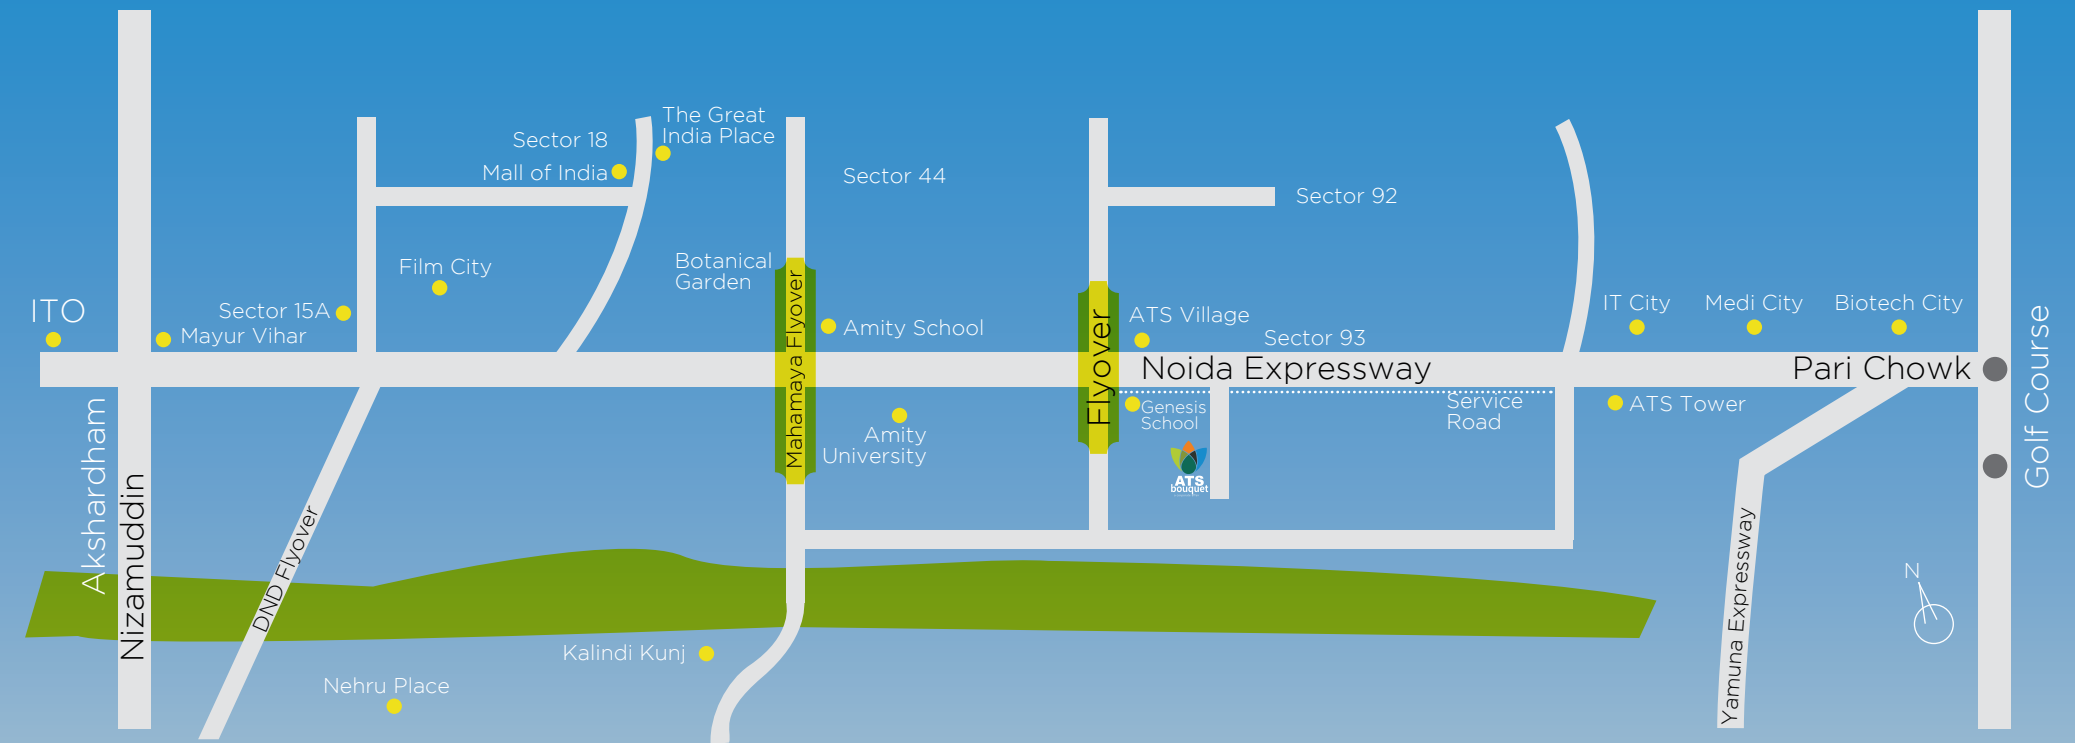 The Great
India Place
Sector 18
Mall of India
Sector 44
Sector 92
Botanical
Garden
Film City
ITO
Sector 15A
Mayur Vihar
Mahamaya Flyover
Amity School
Flyover
ATS Village
Sector 93
IT City
Medi City
Biotech City
Noida Expressway
Pari Chowk
Golf Course
Akshardham
Nizamuddin
DND Flyover
Amity
University
Genesis
School
Service
Road
ATS Tower
ATS
bouquet
Yamuna Expressway
N
Kalindi Kunj
Nehru Place